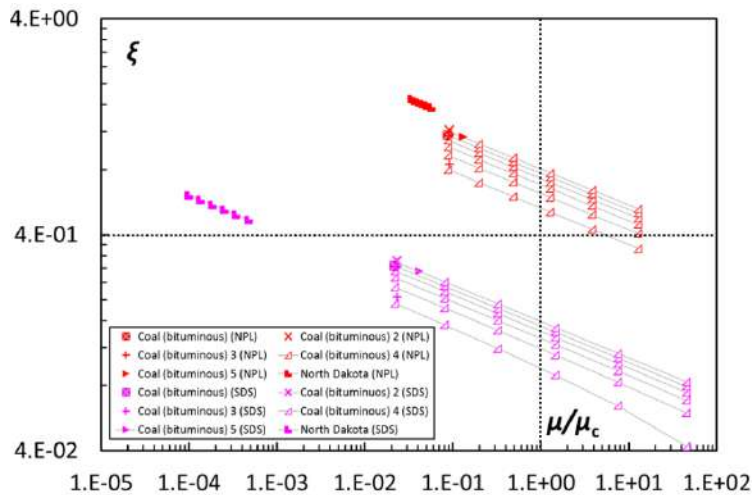 4.E+00
ξ
4.E-01
Coal (bituminous) (NPL) Coal (bituminous) 2 (NPL)
Coal (bituminous) 3 (NPL) Coal (bituminous) 4 (NPL)
Coal (bituminous) 5 (NPL) North Dakota (NPL)
Coal (bituminous) (SDS) Coal (bitiminuos) 2 (SDS)
Coal (bituminous) 3 (SDS) Coal (bituminous) 4 (SDS)
Coal (bituminous) 5 (SDS) North Dakota (SDS)
μ/μc
4.E-02
1.E-05 1.E-04 1.E-03 1.E-02 1.E-01 1.E+00 1.E+01 1.E+02